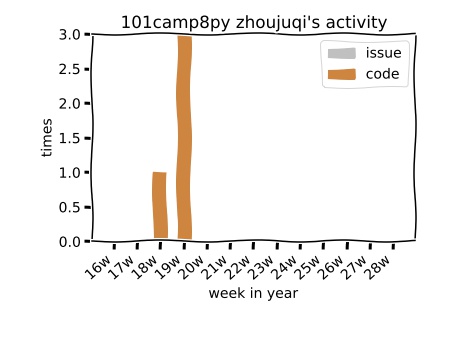 101camp8py zhoujuqi's activity
3.0
2.5
2.0
1.5
1.0
0.5
0.0
times
issue
code
16w
17w
18w
19w
20w
21w
22w
23w
24w
25w
26w
27w
28w
week in year